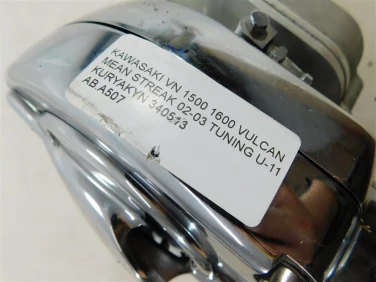 KAWASAKI VN 1500 1600 VULCAN
MEAN STREAK 02-03 TUNING U-11
KURYAKYN 340513
AB.A507